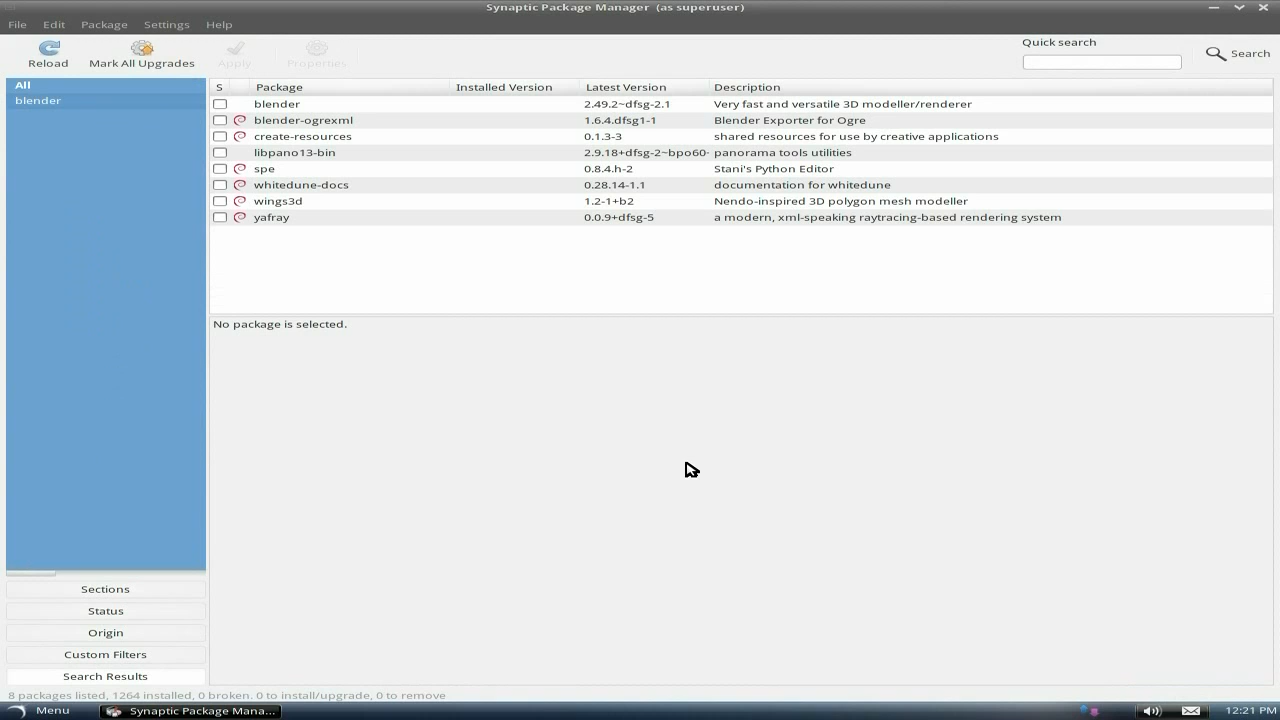 Synaptic Package Manager (as superuser)
File Edit Package Settings Help
Reload Mark All Upgrades Apply Properties
Quick search
Search
All
blender
S Package Installed Version Latest Version Description
blender 2.49.2~dfsg-2.1 Very fast and versatile 3D modeller/renderer
blender-ogrexml 1.6.4.dfsg1-1 Blender Exporter for Ogre
create-resources 0.1.3-3 shared resources for use by creative applications
libpano13-bin 2.9.18+dfsg-2~bpo60- panorama tools utilities
spe 0.8.4.h-2 Stani's Python Editor
whitedune-docs 0.28.14-1.1 documentation for whitedune
wings3d 1.2-1+b2 Nendo-inspired 3D polygon mesh modeller
yafray 0.0.9+dfsg-5 a modern, xml-speaking raytracing-based rendering system
No package is selected.
Sections
Status
Origin
Custom Filters
Search Results
8 packages listed, 1264 installed, 0 broken. 0 to install/upgrade, 0 to remove
Menu Synaptic Package Mana... 12:21 PM